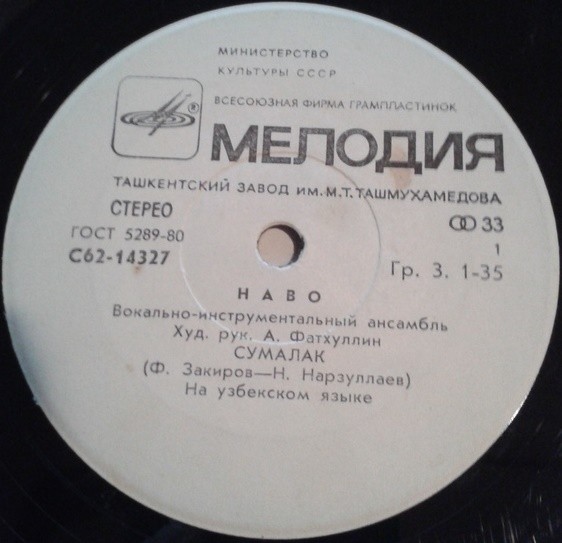 МИНИСТЕРСТВО
КУЛЬТУРЫ СССР
ВСЕСОЮЗНАЯ ФИРМА ГРАМПЛАСТИНОК
®
МЕЛОДИЯ
ТАШКЕНТСКИЙ ЗАВОД ИМ. М.Т. ТАШМУХАМЕДОВА
СТЕРЕО
33
ГОСТ 5289-80
1
С62-14327
Гр. 3. 1-35
НАВО
Вокально-инструментальный ансамбль
Худ. рук. А. Фатхуллин
СУМАЛАК
(Ф. Закиров—Н. Нарзуллаев)
На узбекском языке